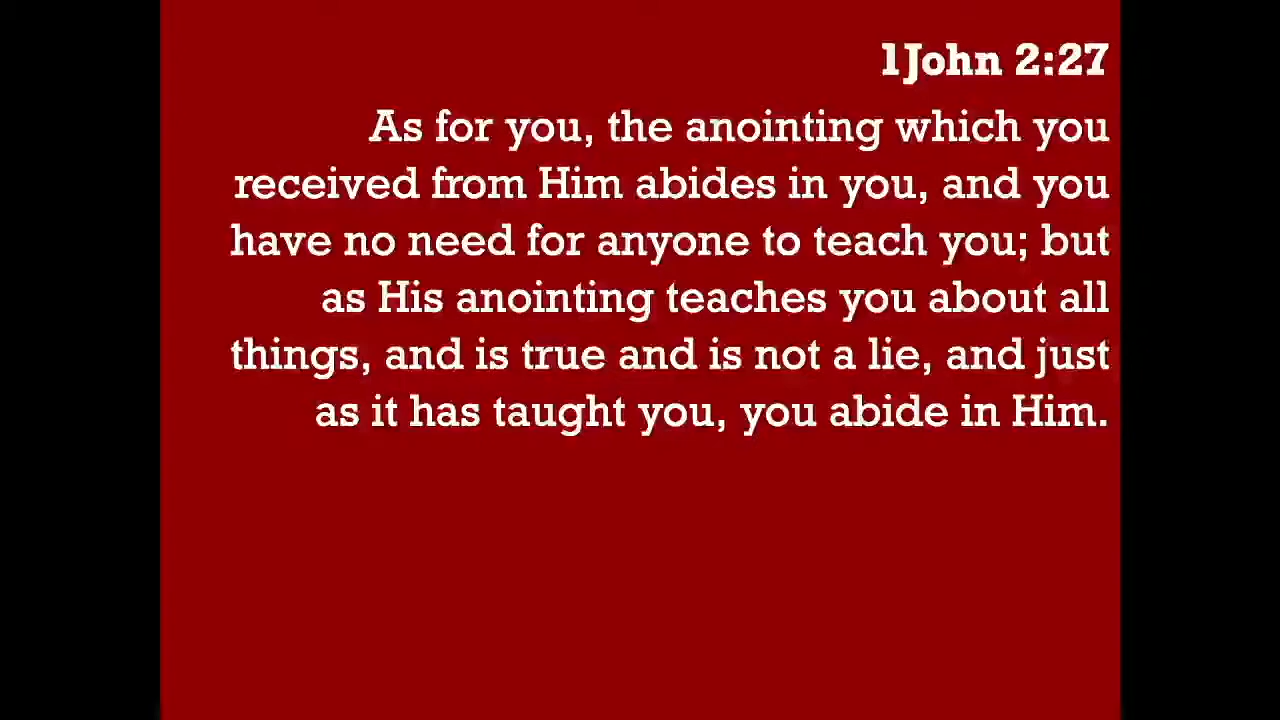 1John 2:27
As for you, the anointing which you
received from Him abides in you, and you
have no need for anyone to teach you; but
as His anointing teaches you about all
things, and is true and is not a lie, and just
as it has taught you, you abide in Him.